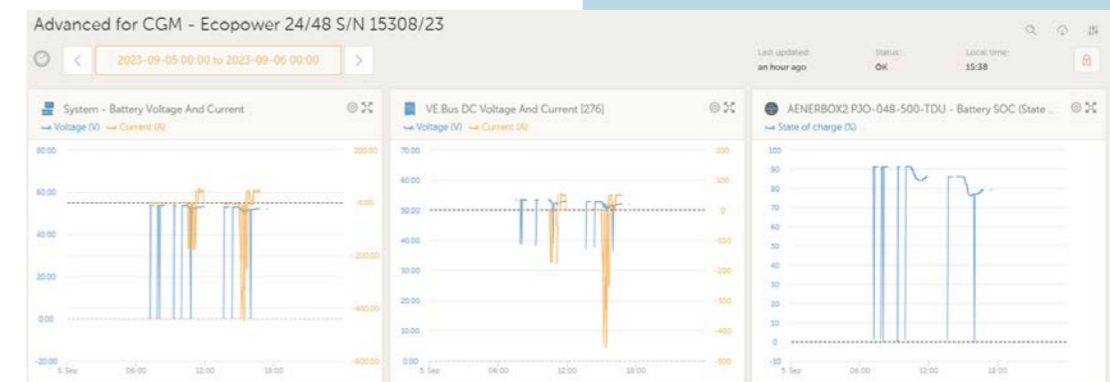 Advanced for CGM - Ecopower 24/48 S/N 15308/23
2023-09-05 00:00 to 2023-09-06 00:00
Last updated:
an hour ago
Status:
OK
Local time:
15:38
System - Battery Voltage And Current
Voltage (V) Current (A)
80.00
60.00
40.00
20.00
0.00
-20.00
200.00
-0.00
-200.00
-400.00
-600.00
5. Sep 06:00 12:00 18:00
VE Bus DC Voltage And Current [276]
Voltage (V) Current (A)
70.00
60.00
50.00
40.00
30.00
20.00
10.00
0.00
200
100
0
-100
-200
-300
-400
-500
5. Sep 06:00 12:00 18:00
AENERBOX2 PJO-048-500-TDU - Battery SOC (State ...
State of charge (%)
100
90
80
70
60
50
40
30
20
10
0
-10
5. Sep 06:00 12:00 18:00